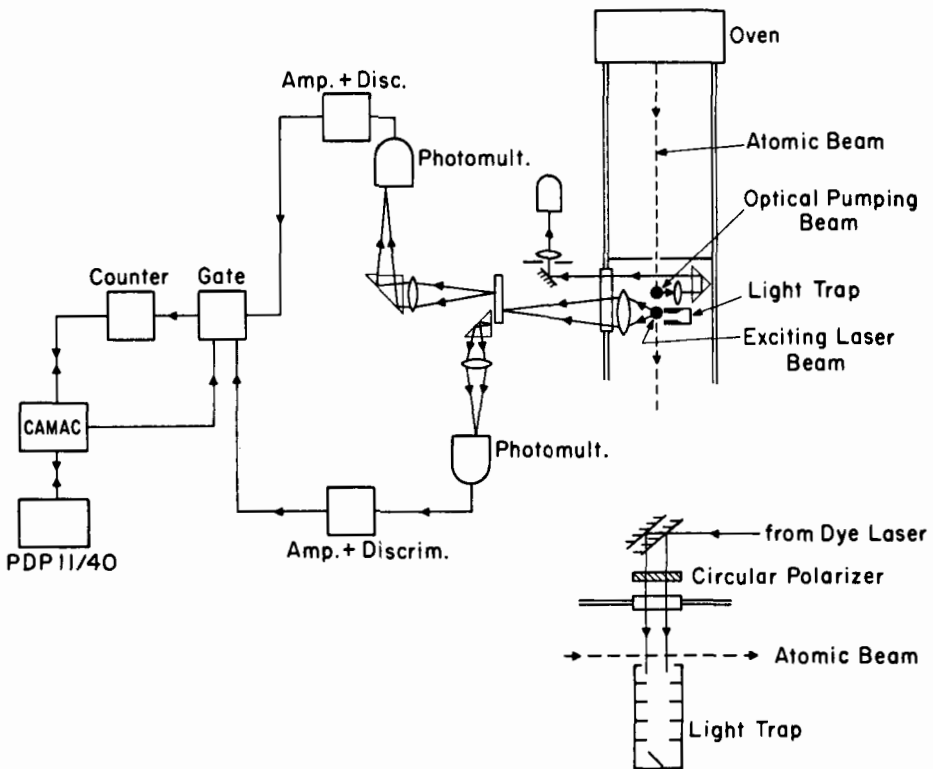 Oven
Amp. + Disc.
Photomult.
Atomic Beam
Optical Pumping
Beam
Counter
Gate
Light Trap
Exciting Laser
Beam
CAMAC
Photomult.
PDP 11/40
Amp. + Discrim.
from Dye Laser
Circular Polarizer
Atomic Beam
Light Trap